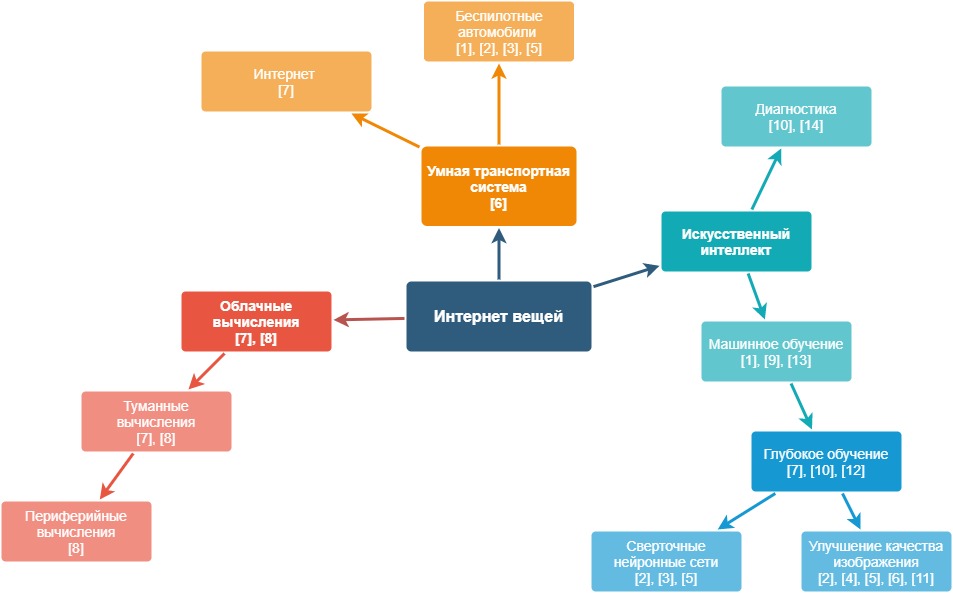 Беспилотные
автомобили
[1], [2], [3], [5]
Интернет
[7]
Диагностика
[10], [14]
Умная транспортная
система
[6]
Искусственный
интеллект
Интернет вещей
Облачные
вычисления
[7], [8]
Машинное обучение
[1], [9], [13]
Туманные
вычисления
[7], [8]
Глубокое обучение
[7], [10], [12]
Периферийные
вычисления
[8]
Сверточные
нейронные сети
[2], [3], [5]
Улучшение качества
изображения
[2], [4], [5], [6], [11]